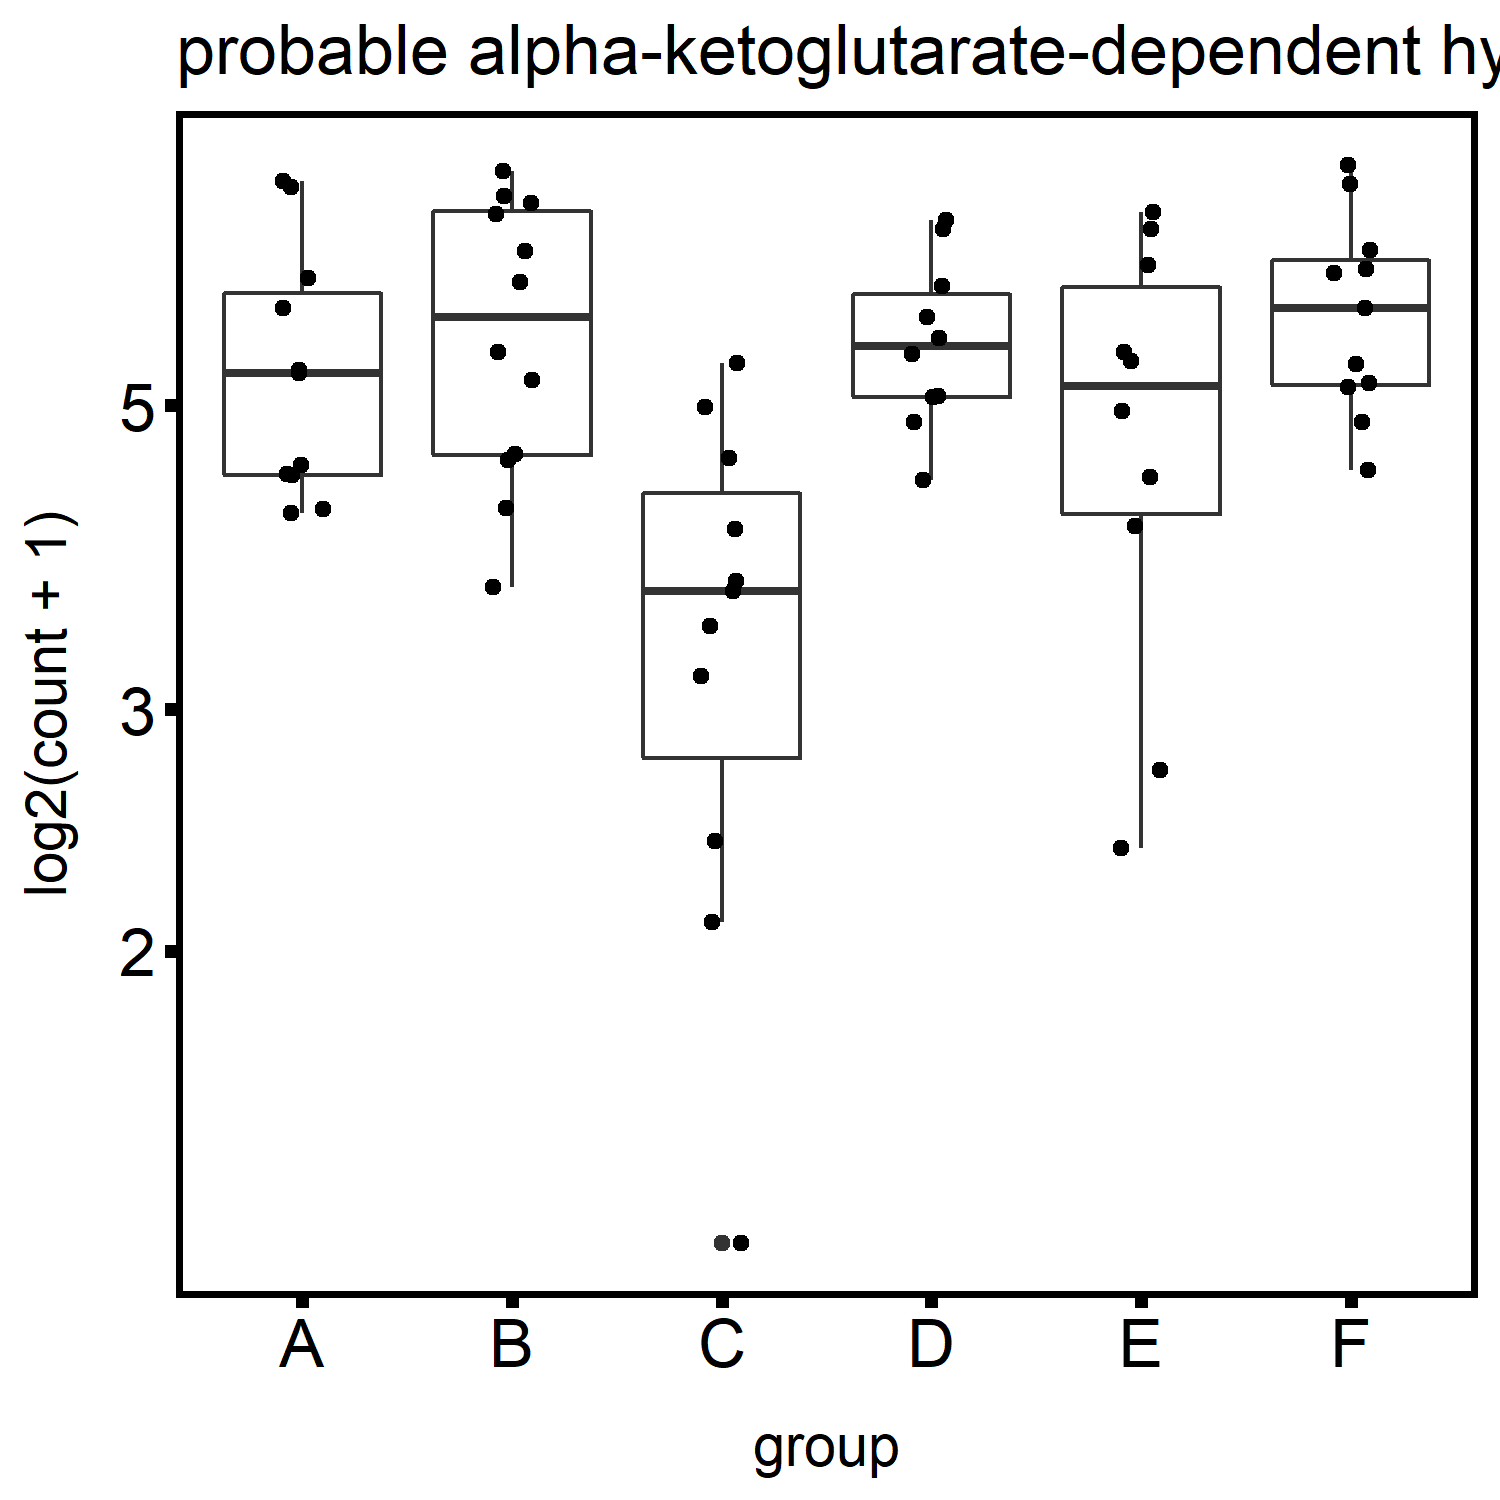 probable alpha-ketoglutarate-dependent hy
log2(count + 1)
5
3
2
A B C D E F
group